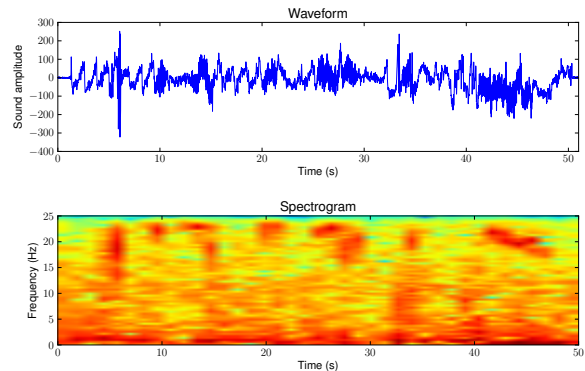 Waveform
Sound amplitude
300
200
100
0
−100
−200
−300
−400
0 10 20 30 40 50
Time (s)
Spectrogram
Frequency (Hz)
25
20
15
10
5
0
0 10 20 30 40 50
Time (s)